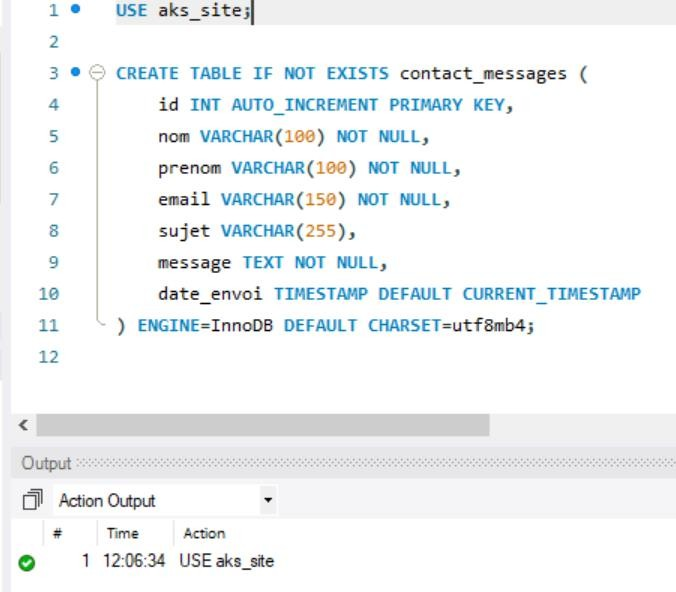 1 USE aks_site;
2
3 CREATE TABLE IF NOT EXISTS contact_messages (
4 id INT AUTO_INCREMENT PRIMARY KEY,
5 nom VARCHAR(100) NOT NULL,
6 prenom VARCHAR(100) NOT NULL,
7 email VARCHAR(150) NOT NULL,
8 sujet VARCHAR(255),
9 message TEXT NOT NULL,
10 date_envoi TIMESTAMP DEFAULT CURRENT_TIMESTAMP
11 ) ENGINE=InnoDB DEFAULT CHARSET=utf8mb4;
12
Output
Action Output
# Time Action
1 12:06:34 USE aks_site